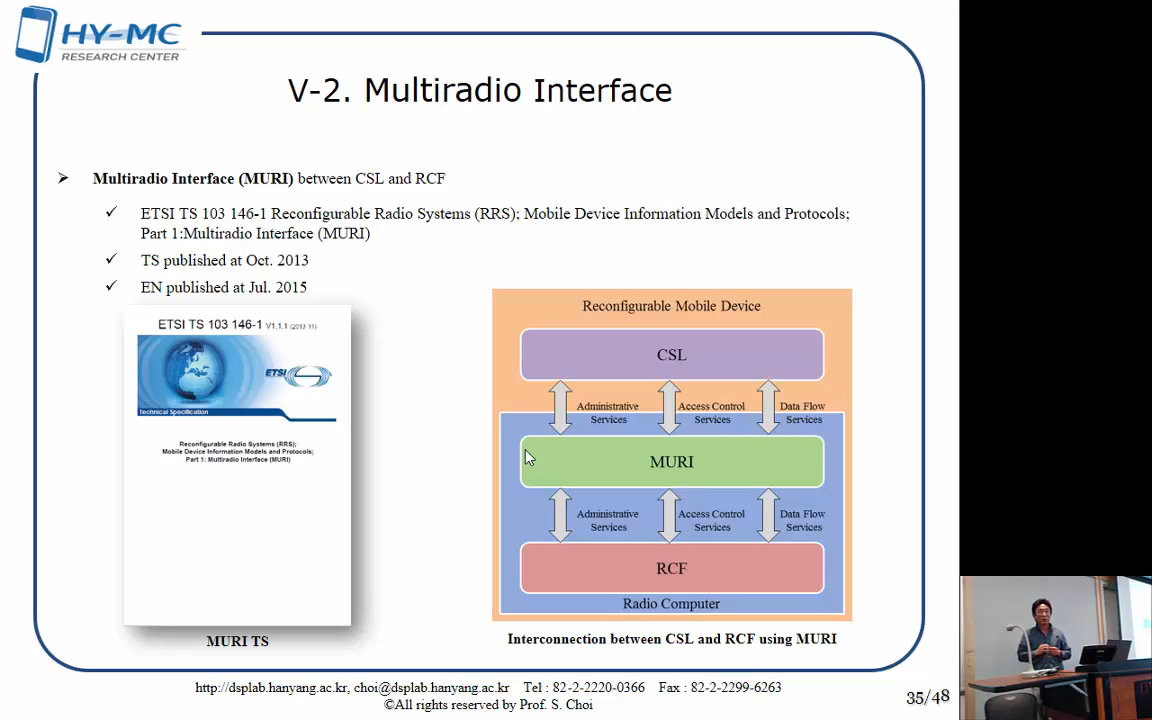 HY-MC
RESEARCH CENTER
V-2. Multiradio Interface
Multiradio Interface (MURI) between CSL and RCF
ETSI TS 103 146-1 Reconfigurable Radio Systems (RRS); Mobile Device Information Models and Protocols;
Part 1:Multiradio Interface (MURI)
TS published at Oct. 2013
EN published at Jul. 2015
ETSI TS 103 146-1 V1.1.1 (2013-11)
ETSI
Technical Specification
Reconfigurable Radio Systems (RRS);
Mobile Device Information Models and Protocols;
Part 1: Multiradio Interface (MURI)
MURI TS
Reconfigurable Mobile Device
CSL
Administrative
Services
Access Control
Services
Data Flow
Services
MURI
Administrative
Services
Access Control
Services
Data Flow
Services
RCF
Radio Computer
Interconnection between CSL and RCF using MURI
http://dsplab.hanyang.ac.kr, choi@dsplab.hanyang.ac.kr Tel : 82-2-2220-0366 Fax : 82-2-2299-6263
©All rights reserved by Prof. S. Choi
35/48